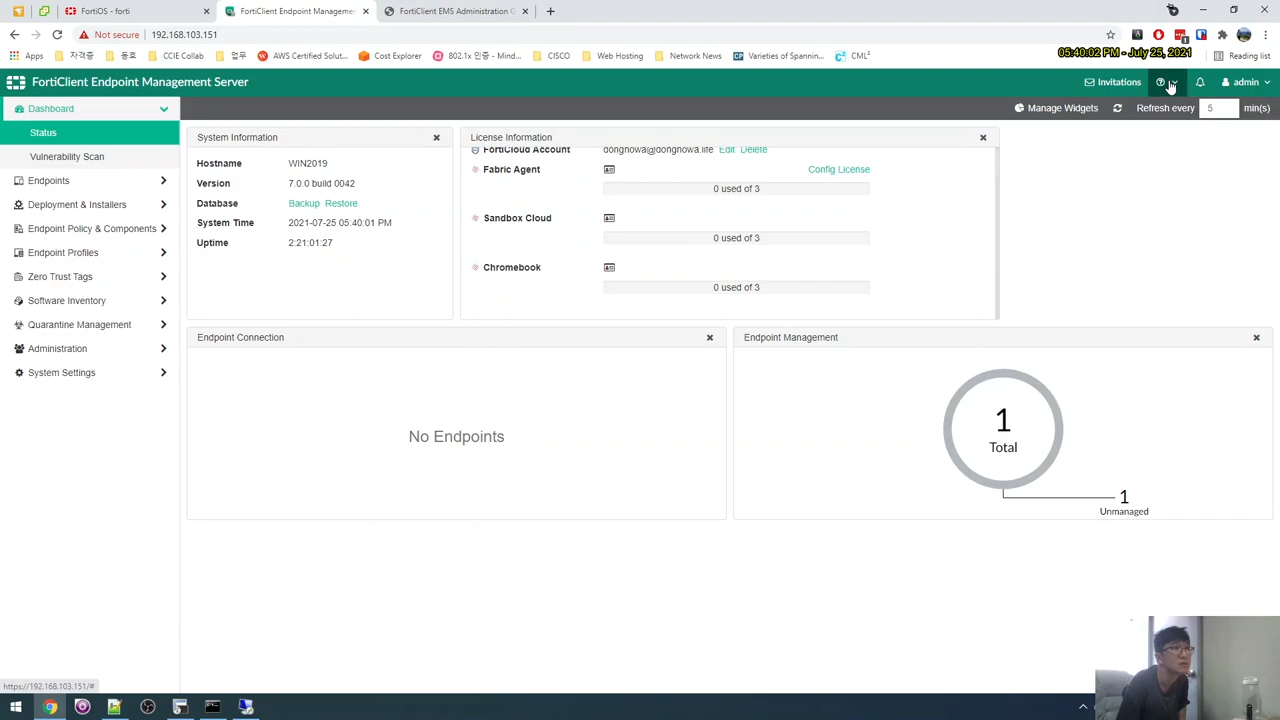 FortiOS - forti
FortiClient Endpoint Manageme
FortiClient EMS Administration G
Not secure
192.168.103.151
Apps
자격증
동호
CCIE Collab
업무
AWS Certified Solut...
Cost Explorer
802.1x 인증 - Mind...
CISCO
Web Hosting
Network News
Varieties of Spannin...
CML²
Reading list
05:40:02 PM - July 25, 2021
FortiClient Endpoint Management Server
Invitations
admin
Dashboard
Manage Widgets
Refresh every
5
min(s)
Status
Vulnerability Scan
Endpoints
Deployment & Installers
Endpoint Policy & Components
Endpoint Profiles
Zero Trust Tags
Software Inventory
Quarantine Management
Administration
System Settings
System Information
Hostname WIN2019
Version 7.0.0 build 0042
Database Backup Restore
System Time 2021-07-25 05:40:01 PM
Uptime 2:21:01:27
License Information
FortiCloud Account donghowa@donghowa.life Edit Delete
Fabric Agent Config License
0 used of 3
Sandbox Cloud
0 used of 3
Chromebook
0 used of 3
Endpoint Connection
No Endpoints
Endpoint Management
1
Total
1
Unmanaged
https://192.168.103.151/#